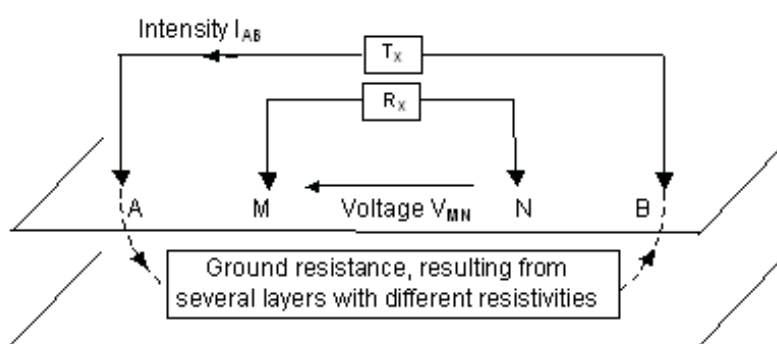 Intensity I_AB
T_x
R_x
A M Voltage V_MN N B
Ground resistance, resulting from
several layers with different resistivities